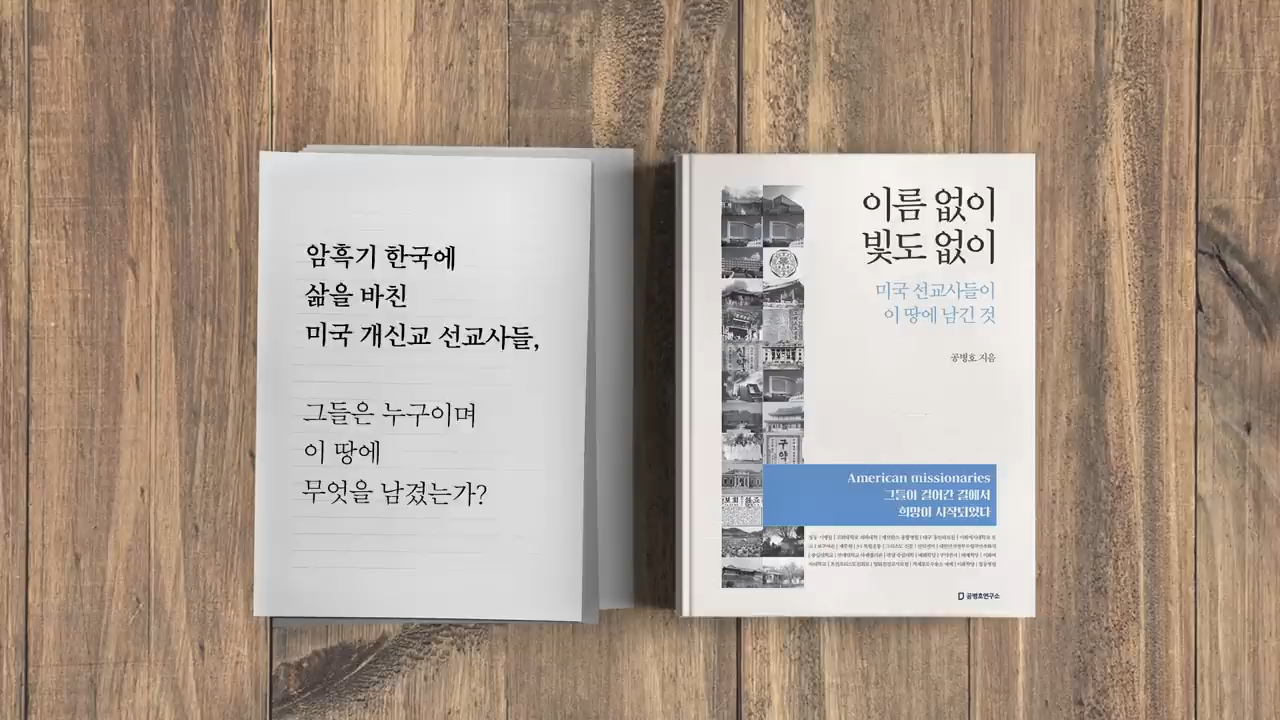 암흑기 한국에
삶을 바친
미국 개신교 선교사들,
그들은 누구이며
이 땅에
무엇을 남겼는가?
이름 없이
빛도 없이
미국 선교사들이
이 땅에 남긴 것
공병호 지음
구약
American missionaries
그들이 걸어간 길에서
희망이 시작되었다
공병호연구소